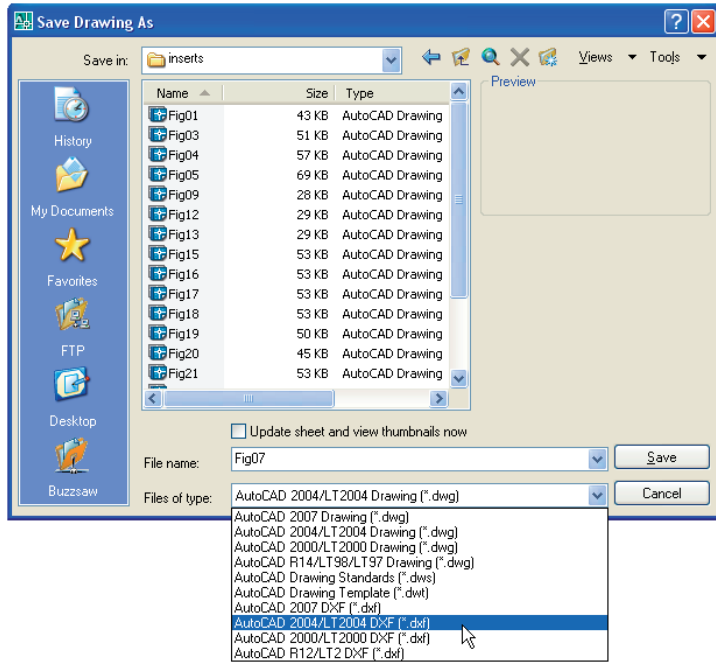 Save Drawing As
Save in: inserts Views Tools
Name Size Type
Preview
Fig01 43 KB AutoCAD Drawing
Fig03 51 KB AutoCAD Drawing
Fig04 57 KB AutoCAD Drawing
Fig05 69 KB AutoCAD Drawing
Fig09 28 KB AutoCAD Drawing
Fig12 29 KB AutoCAD Drawing
Fig13 29 KB AutoCAD Drawing
Fig15 53 KB AutoCAD Drawing
Fig16 53 KB AutoCAD Drawing
Fig17 53 KB AutoCAD Drawing
Fig18 53 KB AutoCAD Drawing
Fig19 50 KB AutoCAD Drawing
Fig20 45 KB AutoCAD Drawing
Fig21 53 KB AutoCAD Drawing
History
My Documents
Favorites
FTP
Desktop
Buzzsaw
Update sheet and view thumbnails now
File name: Fig07 Save
Files of type: AutoCAD 2004/LT2004 Drawing (*.dwg) Cancel
AutoCAD 2007 Drawing (*.dwg)
AutoCAD 2004/LT2004 Drawing (*.dwg)
AutoCAD 2000/LT2000 Drawing (*.dwg)
AutoCAD R14/LT98/LT97 Drawing (*.dwg)
AutoCAD Drawing Standards (*.dws)
AutoCAD Drawing Template (*.dwt)
AutoCAD 2007 DXF (*.dxf)
AutoCAD 2004/LT2004 DXF (*.dxf)
AutoCAD 2000/LT2000 DXF (*.dxf)
AutoCAD R12/LT2 DXF (*.dxf)